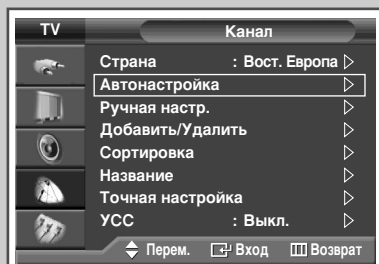 TV Канал
Страна : Вост. Европа
Автонастройка
Ручная настр.
Добавить/Удалить
Сортировка
Название
Точная настройка
УСС : Выкл.
Перем. Вход Возврат